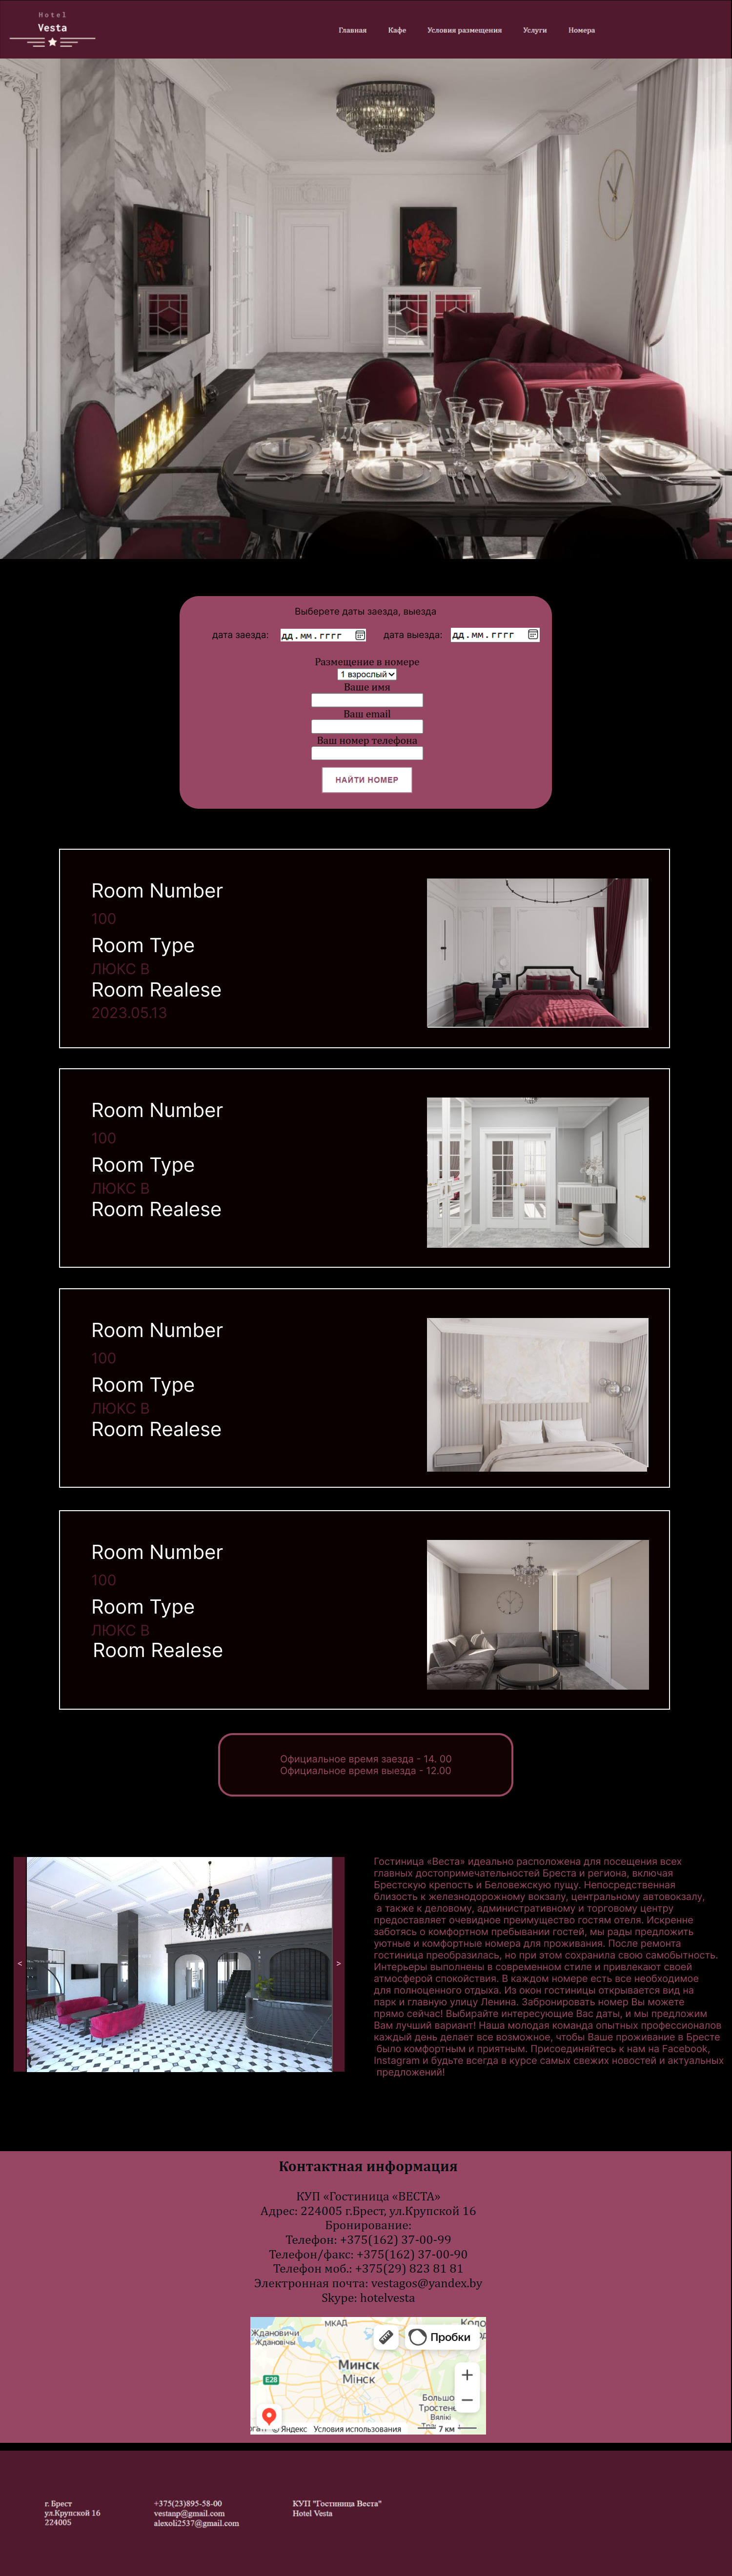 Hotel
Vesta
Главная Кафе Условия размещения Услуги Номера
Выберете даты заезда, выезда
дата заезда: дд.мм.гггг дата выезда: дд.мм.гггг
Размещение в номере
1 взрослый
Ваше имя
Ваш email
Ваш номер телефона
НАЙТИ НОМЕР
Room Number
100
Room Type
ЛЮКС В
Room Realese
2023.05.13
Room Number
100
Room Type
ЛЮКС В
Room Realese
Room Number
100
Room Type
ЛЮКС В
Room Realese
Room Number
100
Room Type
ЛЮКС В
Room Realese
Официальное время заезда - 14. 00
Официальное время выезда - 12.00
< >
Гостиница «Веста» идеально расположена для посещения всех
главных достопримечательностей Бреста и региона, включая
Брестскую крепость и Беловежскую пущу. Непосредственная
близость к железнодорожному вокзалу, центральному автовокзалу,
а также к деловому, административному и торговому центру
предоставляет очевидное преимущество гостям отеля. Искренне
заботясь о комфортном пребывании гостей, мы рады предложить
уютные и комфортные номера для проживания. После ремонта
гостиница преобразилась, но при этом сохранила свою самобытность.
Интерьеры выполнены в современном стиле и привлекают своей
атмосферой спокойствия. В каждом номере есть все необходимое
для полноценного отдыха. Из окон гостиницы открывается вид на
парк и главную улицу Ленина. Забронировать номер Вы можете
прямо сейчас! Выбирайте интересующие Вас даты, и мы предложим
Вам лучший вариант! Наша молодая команда опытных профессионалов
каждый день делает все возможное, чтобы Ваше проживание в Бресте
было комфортным и приятным. Присоединяйтесь к нам на Facebook,
Instagram и будьте всегда в курсе самых свежих новостей и актуальных
предложений!
Контактная информация
КУП «Гостиница «ВЕСТА»
Адрес: 224005 г.Брест, ул.Крупской 16
Бронирование:
Телефон: +375(162) 37-00-99
Телефон/факс: +375(162) 37-00-90
Телефон моб.: +375(29) 823 81 81
Электронная почта: vestagos@yandex.by
Skype: hotelvesta
МКАД
Ждановичи
Ждановічы
Пробки
Минск
Мінск
E28
Большо
Тростене
Вялікі
© Яндекс Условия использования 7 км
г. Брест
ул.Крупской 16
224005
+375(23)895-58-00
vestanp@gmail.com
alexoli2537@gmail.com
КУП "Гостиница Веста"
Hotel Vesta